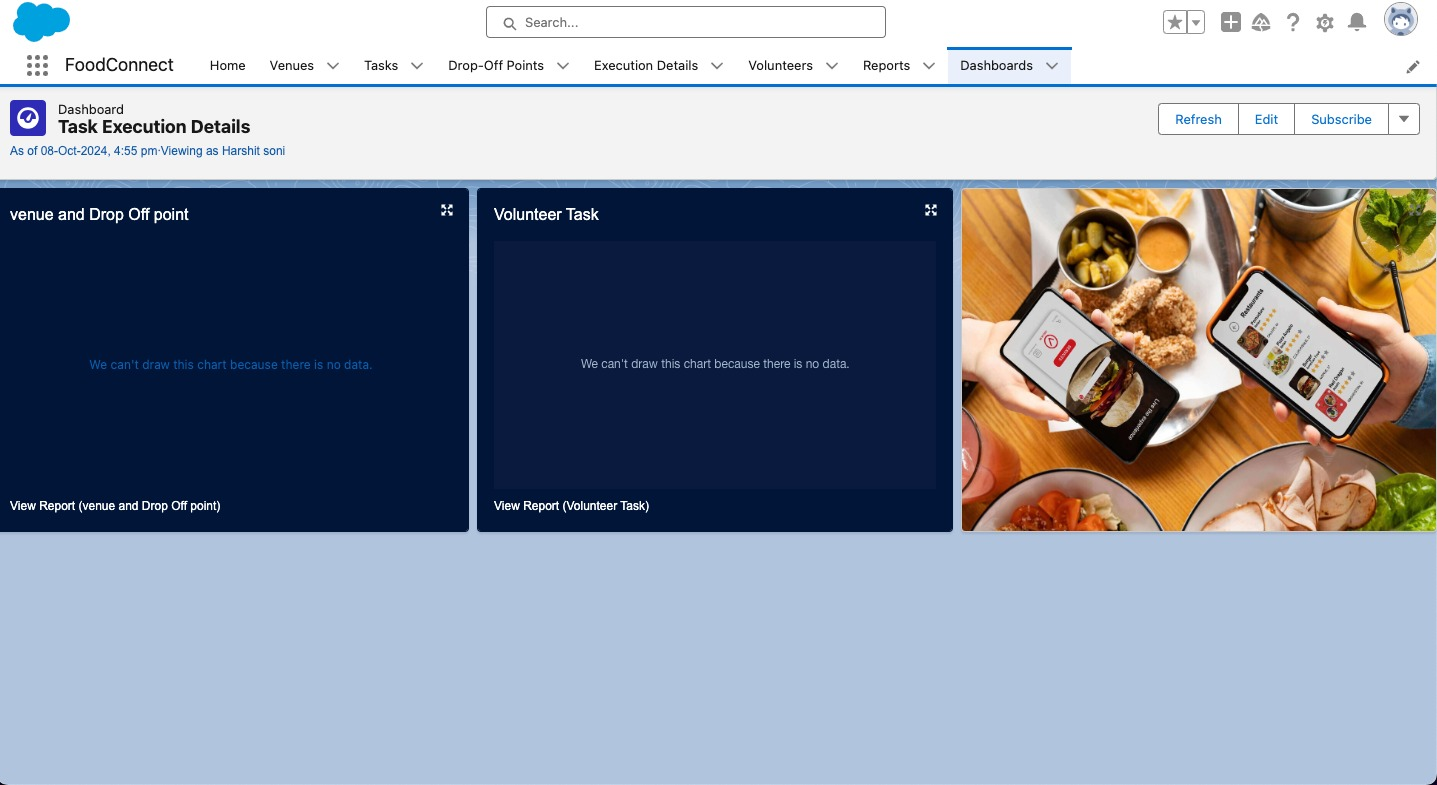 Search...
FoodConnect
Home
Venues
Tasks
Drop-Off Points
Execution Details
Volunteers
Reports
Dashboards
Dashboard
Task Execution Details
As of 08-Oct-2024, 4:55 pm·Viewing as Harshit soni
Refresh
Edit
Subscribe
venue and Drop Off point
We can't draw this chart because there is no data.
View Report (venue and Drop Off point)
Volunteer Task
We can't draw this chart because there is no data.
View Report (Volunteer Task)
Restaurants